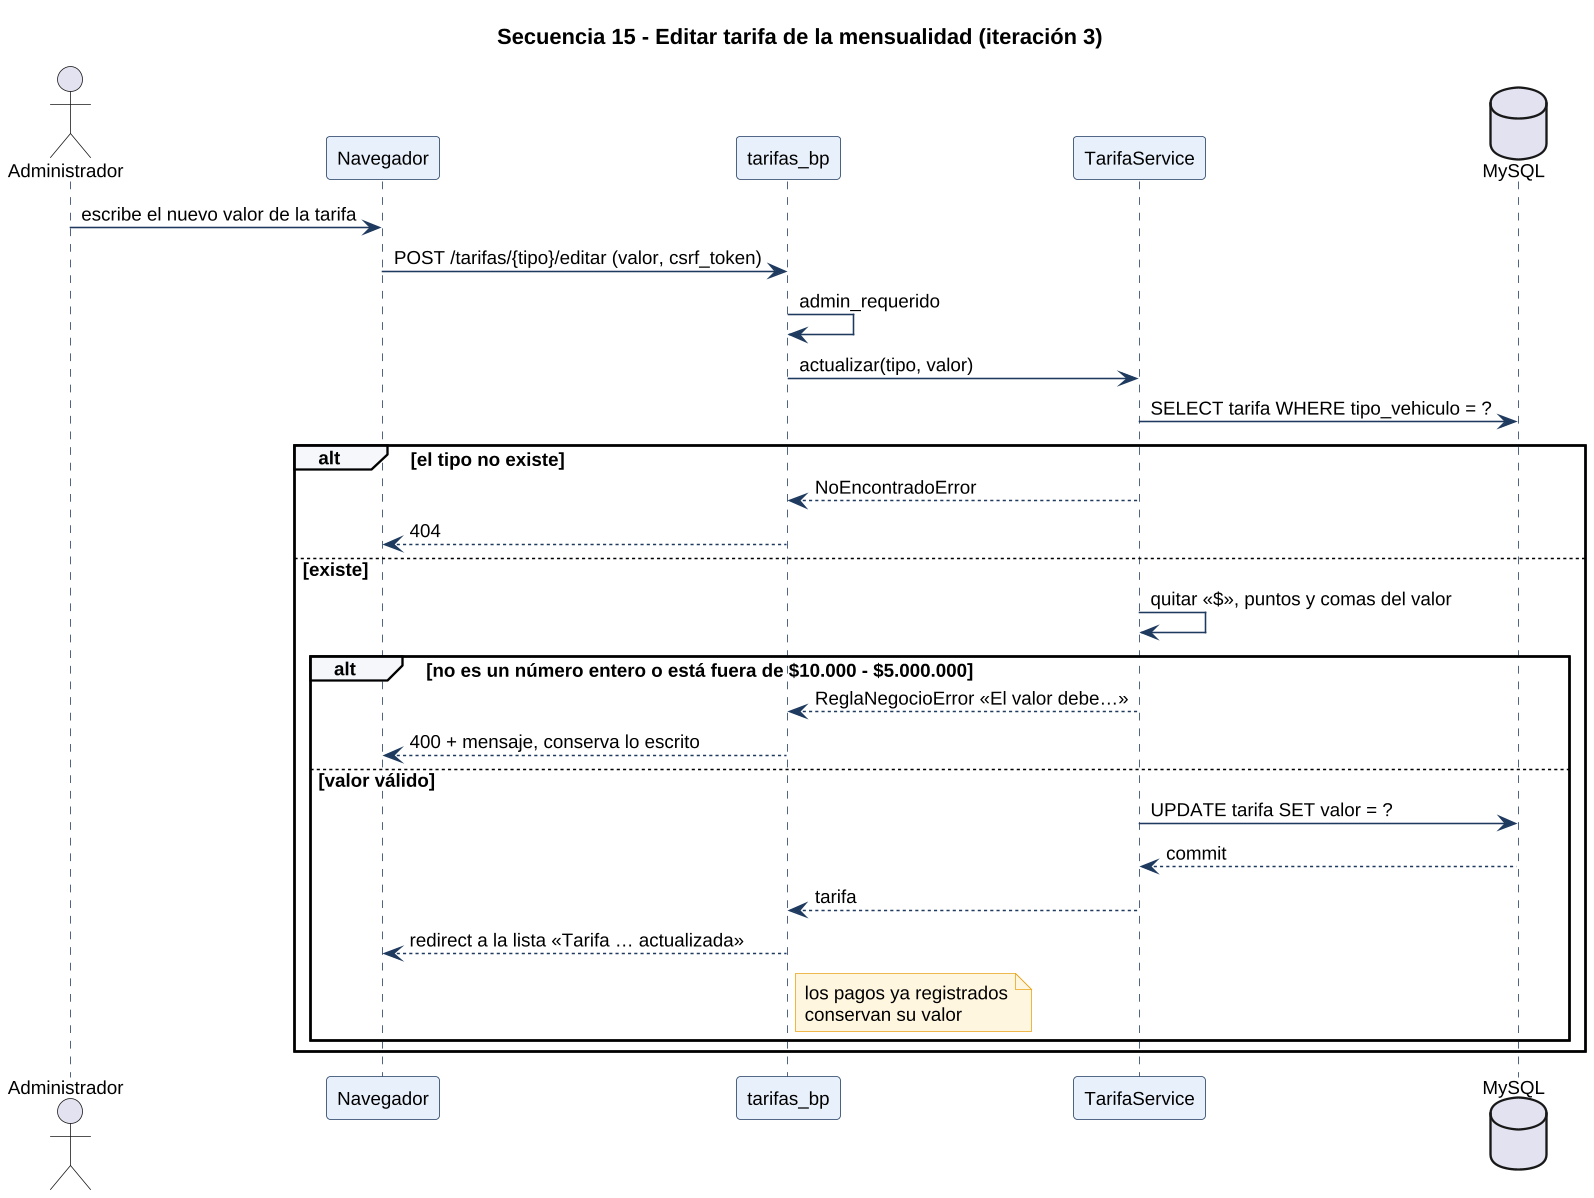 Secuencia 15 - Editar tarifa de la mensualidad (iteración 3)
Administrador
Navegador
tarifas_bp
TarifaService
MySQL
escribe el nuevo valor de la tarifa
POST /tarifas/{tipo}/editar (valor, csrf_token)
admin_requerido
actualizar(tipo, valor)
SELECT tarifa WHERE tipo_vehiculo = ?
alt
[el tipo no existe]
NoEncontradoError
404
[existe]
quitar «$», puntos y comas del valor
alt
[no es un número entero o está fuera de $10.000 - $5.000.000]
ReglaNegocioError «El valor debe…»
400 + mensaje, conserva lo escrito
[valor válido]
UPDATE tarifa SET valor = ?
commit
tarifa
redirect a la lista «Tarifa … actualizada»
los pagos ya registrados
conservan su valor
Administrador
Navegador
tarifas_bp
TarifaService
MySQL